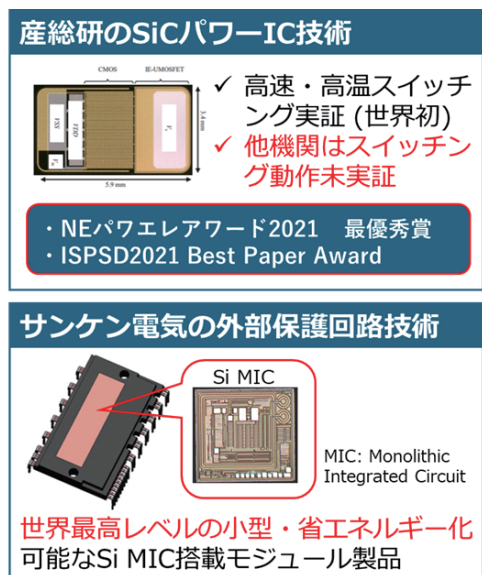 産総研のSiCパワーIC技術
CMOS IE-UMOSFET
VSS
VDD
3.4 mm
5.9 mm
✓ 高速・高温スイッチ
ング実証 (世界初)
✓ 他機関はスイッチン
グ動作未実証
・NEパワエレアワード2021 最優秀賞
・ISPSD2021 Best Paper Award
サンケン電気の外部保護回路技術
Si MIC
MIC: Monolithic
Integrated Circuit
世界最高レベルの小型・省エネルギー化
可能なSi MIC搭載モジュール製品